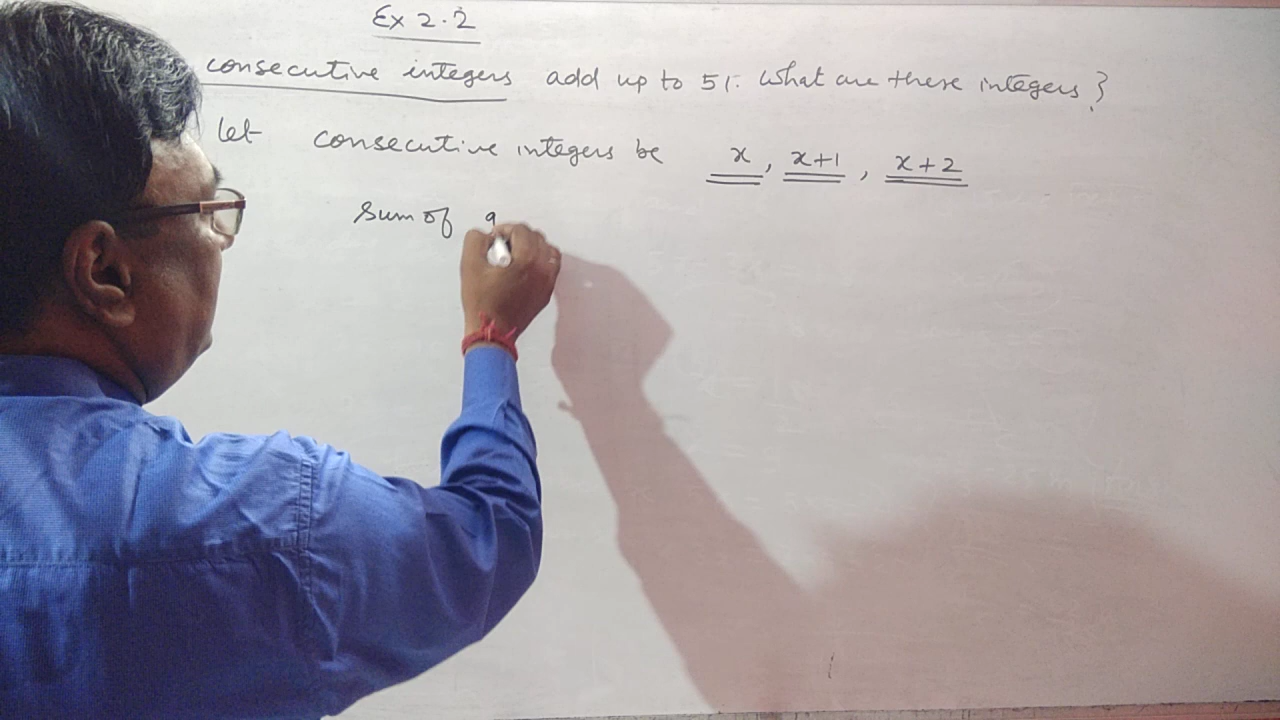 Ex 2.2
consecutive integers add up to 51. What are these integers?
let consecutive integers be x, x+1, x+2
Sum of